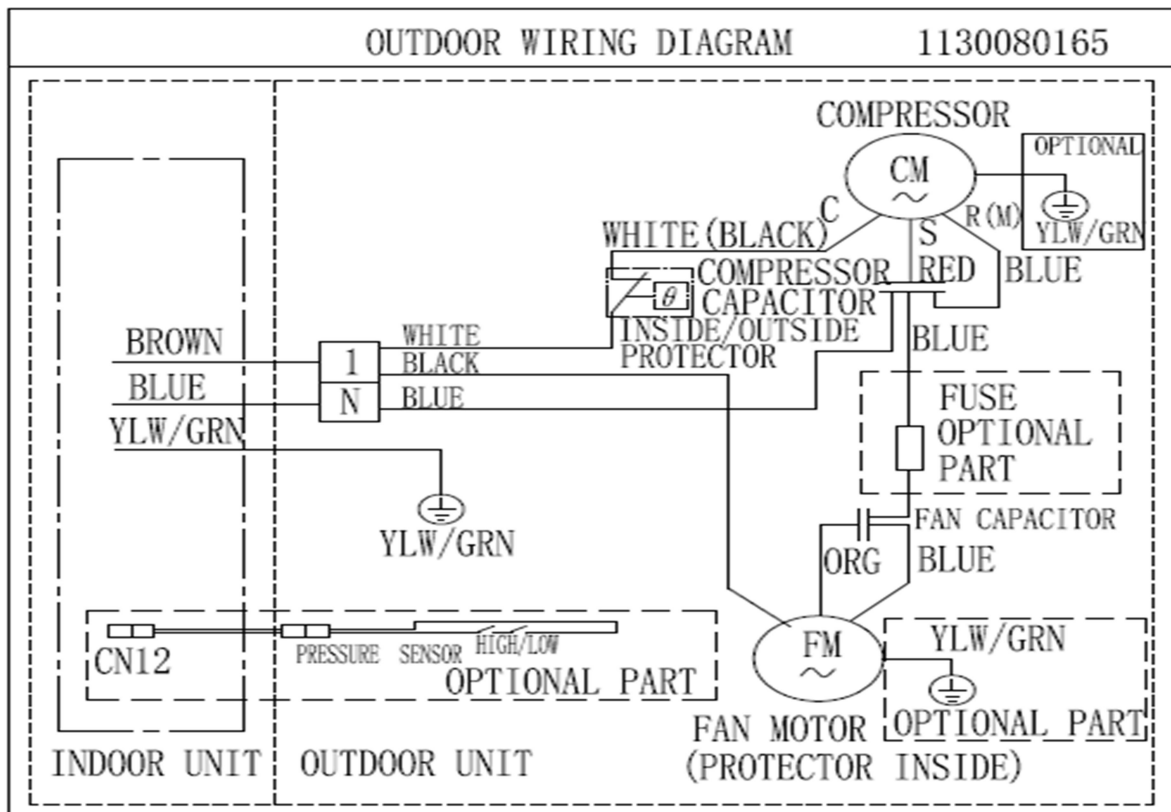 OUTDOOR WIRING DIAGRAM 1130080165
COMPRESSOR
CM
OPTIONAL
YLW/GRN
C
S
R(M)
WHITE(BLACK)
RED
BLUE
COMPRESSOR
CAPACITOR
θ
INSIDE/OUTSIDE
PROTECTOR
BLUE
BROWN
BLUE
YLW/GRN
1
N
WHITE
BLACK
BLUE
YLW/GRN
FUSE
OPTIONAL
PART
FAN CAPACITOR
ORG
BLUE
CN12
PRESSURE SENSOR
HIGH/LOW
OPTIONAL PART
FM
YLW/GRN
OPTIONAL PART
FAN MOTOR
(PROTECTOR INSIDE)
INDOOR UNIT
OUTDOOR UNIT